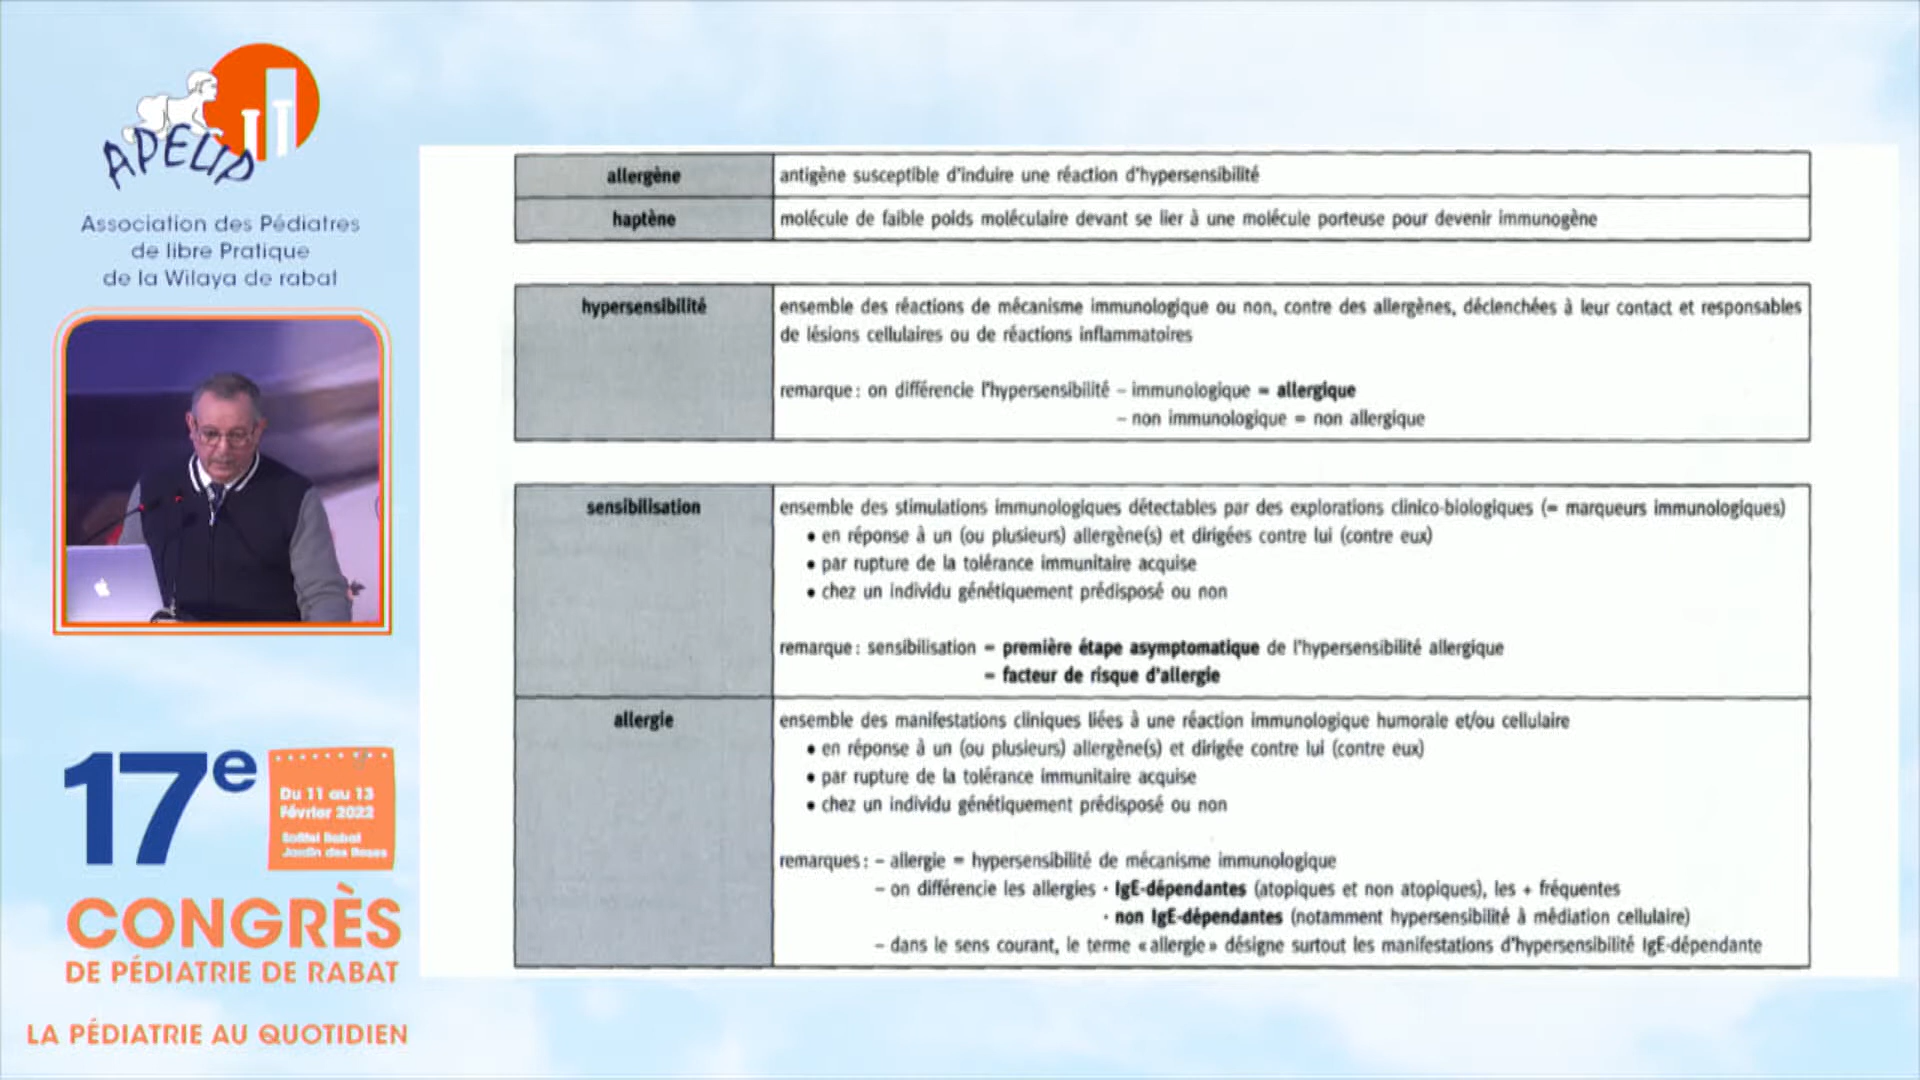 APELIP
Association des Pédiatres
de libre Pratique
de la Wilaya de rabat
17e
Du 11 au 13
Février 2022
Sofitel Rabat
Jardin des Roses
CONGRÈS
DE PÉDIATRIE DE RABAT
LA PÉDIATRIE AU QUOTIDIEN
allergène antigène susceptible d'induire une réaction d'hypersensibilité
haptène molécule de faible poids moléculaire devant se lier à une molécule porteuse pour devenir immunogène
hypersensibilité ensemble des réactions de mécanisme immunologique ou non, contre des allergènes, déclenchées à leur contact et responsables
de lésions cellulaires ou de réactions inflammatoires
remarque : on différencie l'hypersensibilité – immunologique = allergique
– non immunologique = non allergique
sensibilisation ensemble des stimulations immunologiques détectables par des explorations clinico-biologiques (= marqueurs immunologiques)
• en réponse à un (ou plusieurs) allergène(s) et dirigées contre lui (contre eux)
• par rupture de la tolérance immunitaire acquise
• chez un individu génétiquement prédisposé ou non
remarque : sensibilisation = première étape asymptomatique de l'hypersensibilité allergique
= facteur de risque d'allergie
allergie ensemble des manifestations cliniques liées à une réaction immunologique humorale et/ou cellulaire
• en réponse à un (ou plusieurs) allergène(s) et dirigée contre lui (contre eux)
• par rupture de la tolérance immunitaire acquise
• chez un individu génétiquement prédisposé ou non
remarques : – allergie = hypersensibilité de mécanisme immunologique
– on différencie les allergies · IgE-dépendantes (atopiques et non atopiques), les + fréquentes
· non IgE-dépendantes (notamment hypersensibilité à médiation cellulaire)
– dans le sens courant, le terme « allergie » désigne surtout les manifestations d'hypersensibilité IgE-dépendante